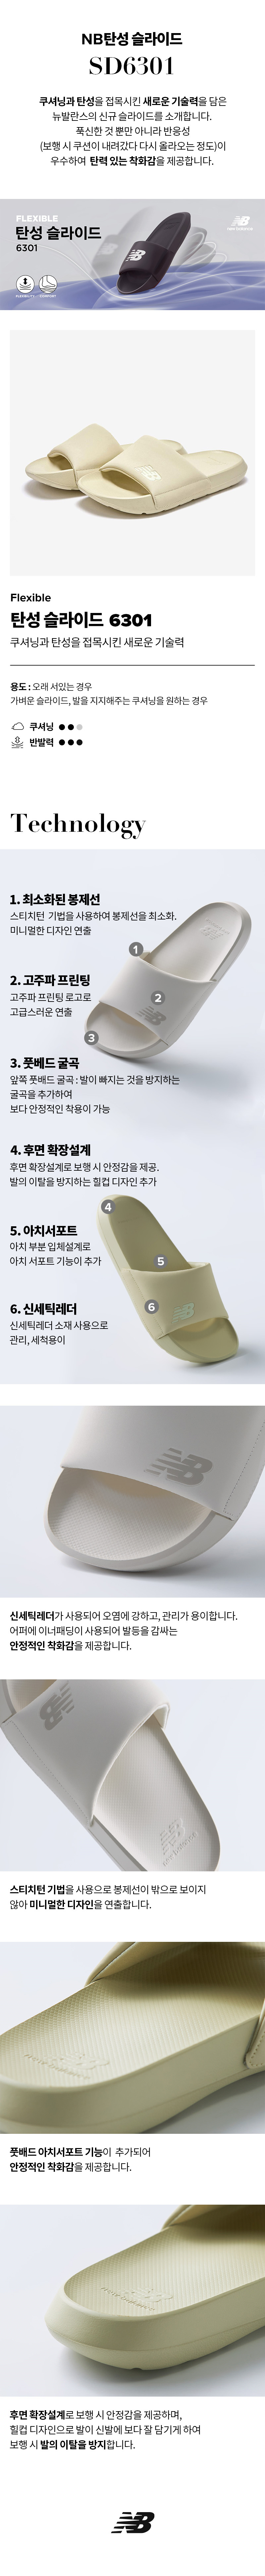 NB탄성 슬라이드
SD6301
쿠셔닝과 탄성을 접목시킨 새로운 기술력을 담은
뉴발란스의 신규 슬라이드를 소개합니다.
푹신한 것 뿐만 아니라 반응성
(보행 시 쿠션이 내려갔다 다시 올라오는 정도)이
우수하여 탄력 있는 착화감을 제공합니다.
FLEXIBLE
탄성 슬라이드
6301
Flexible
탄성 슬라이드 6301
쿠셔닝과 탄성을 접목시킨 새로운 기술력
용도 : 오래 서있는 경우
가벼운 슬라이드, 발을 지지해주는 쿠셔닝을 원하는 경우
쿠셔닝
반발력
Technology
1. 최소화된 봉제선
스티치턴 기법을 사용하여 봉제선을 최소화.
미니멀한 디자인 연출
1
2. 고주파 프린팅
고주파 프린팅 로고로
고급스러운 연출
2
3
3. 풋베드 굴곡
앞쪽 풋배드 굴곡 : 발이 빠지는 것을 방지하는
굴곡을 추가하여
보다 안정적인 착용이 가능
4. 후면 확장설계
후면 확장설계로 보행 시 안정감을 제공.
발의 이탈을 방지하는 힐컵 디자인 추가
4
5. 아치서포트
아치 부분 입체설계로
아치 서포트 기능이 추가
5
6. 신세틱레더
신세틱레더 소재 사용으로
관리, 세척용이
6
신세틱레더가 사용되어 오염에 강하고, 관리가 용이합니다.
어퍼에 이너패딩이 사용되어 발등을 감싸는
안정적인 착화감을 제공합니다.
스티치턴 기법을 사용으로 봉제선이 밖으로 보이지
않아 미니멀한 디자인을 연출합니다.
풋배드 아치서포트 기능이 추가되어
안정적인 착화감을 제공합니다.
후면 확장설계로 보행 시 안정감을 제공하며,
힐컵 디자인으로 발이 신발에 보다 잘 담기게 하여
보행 시 발의 이탈을 방지합니다.
NB